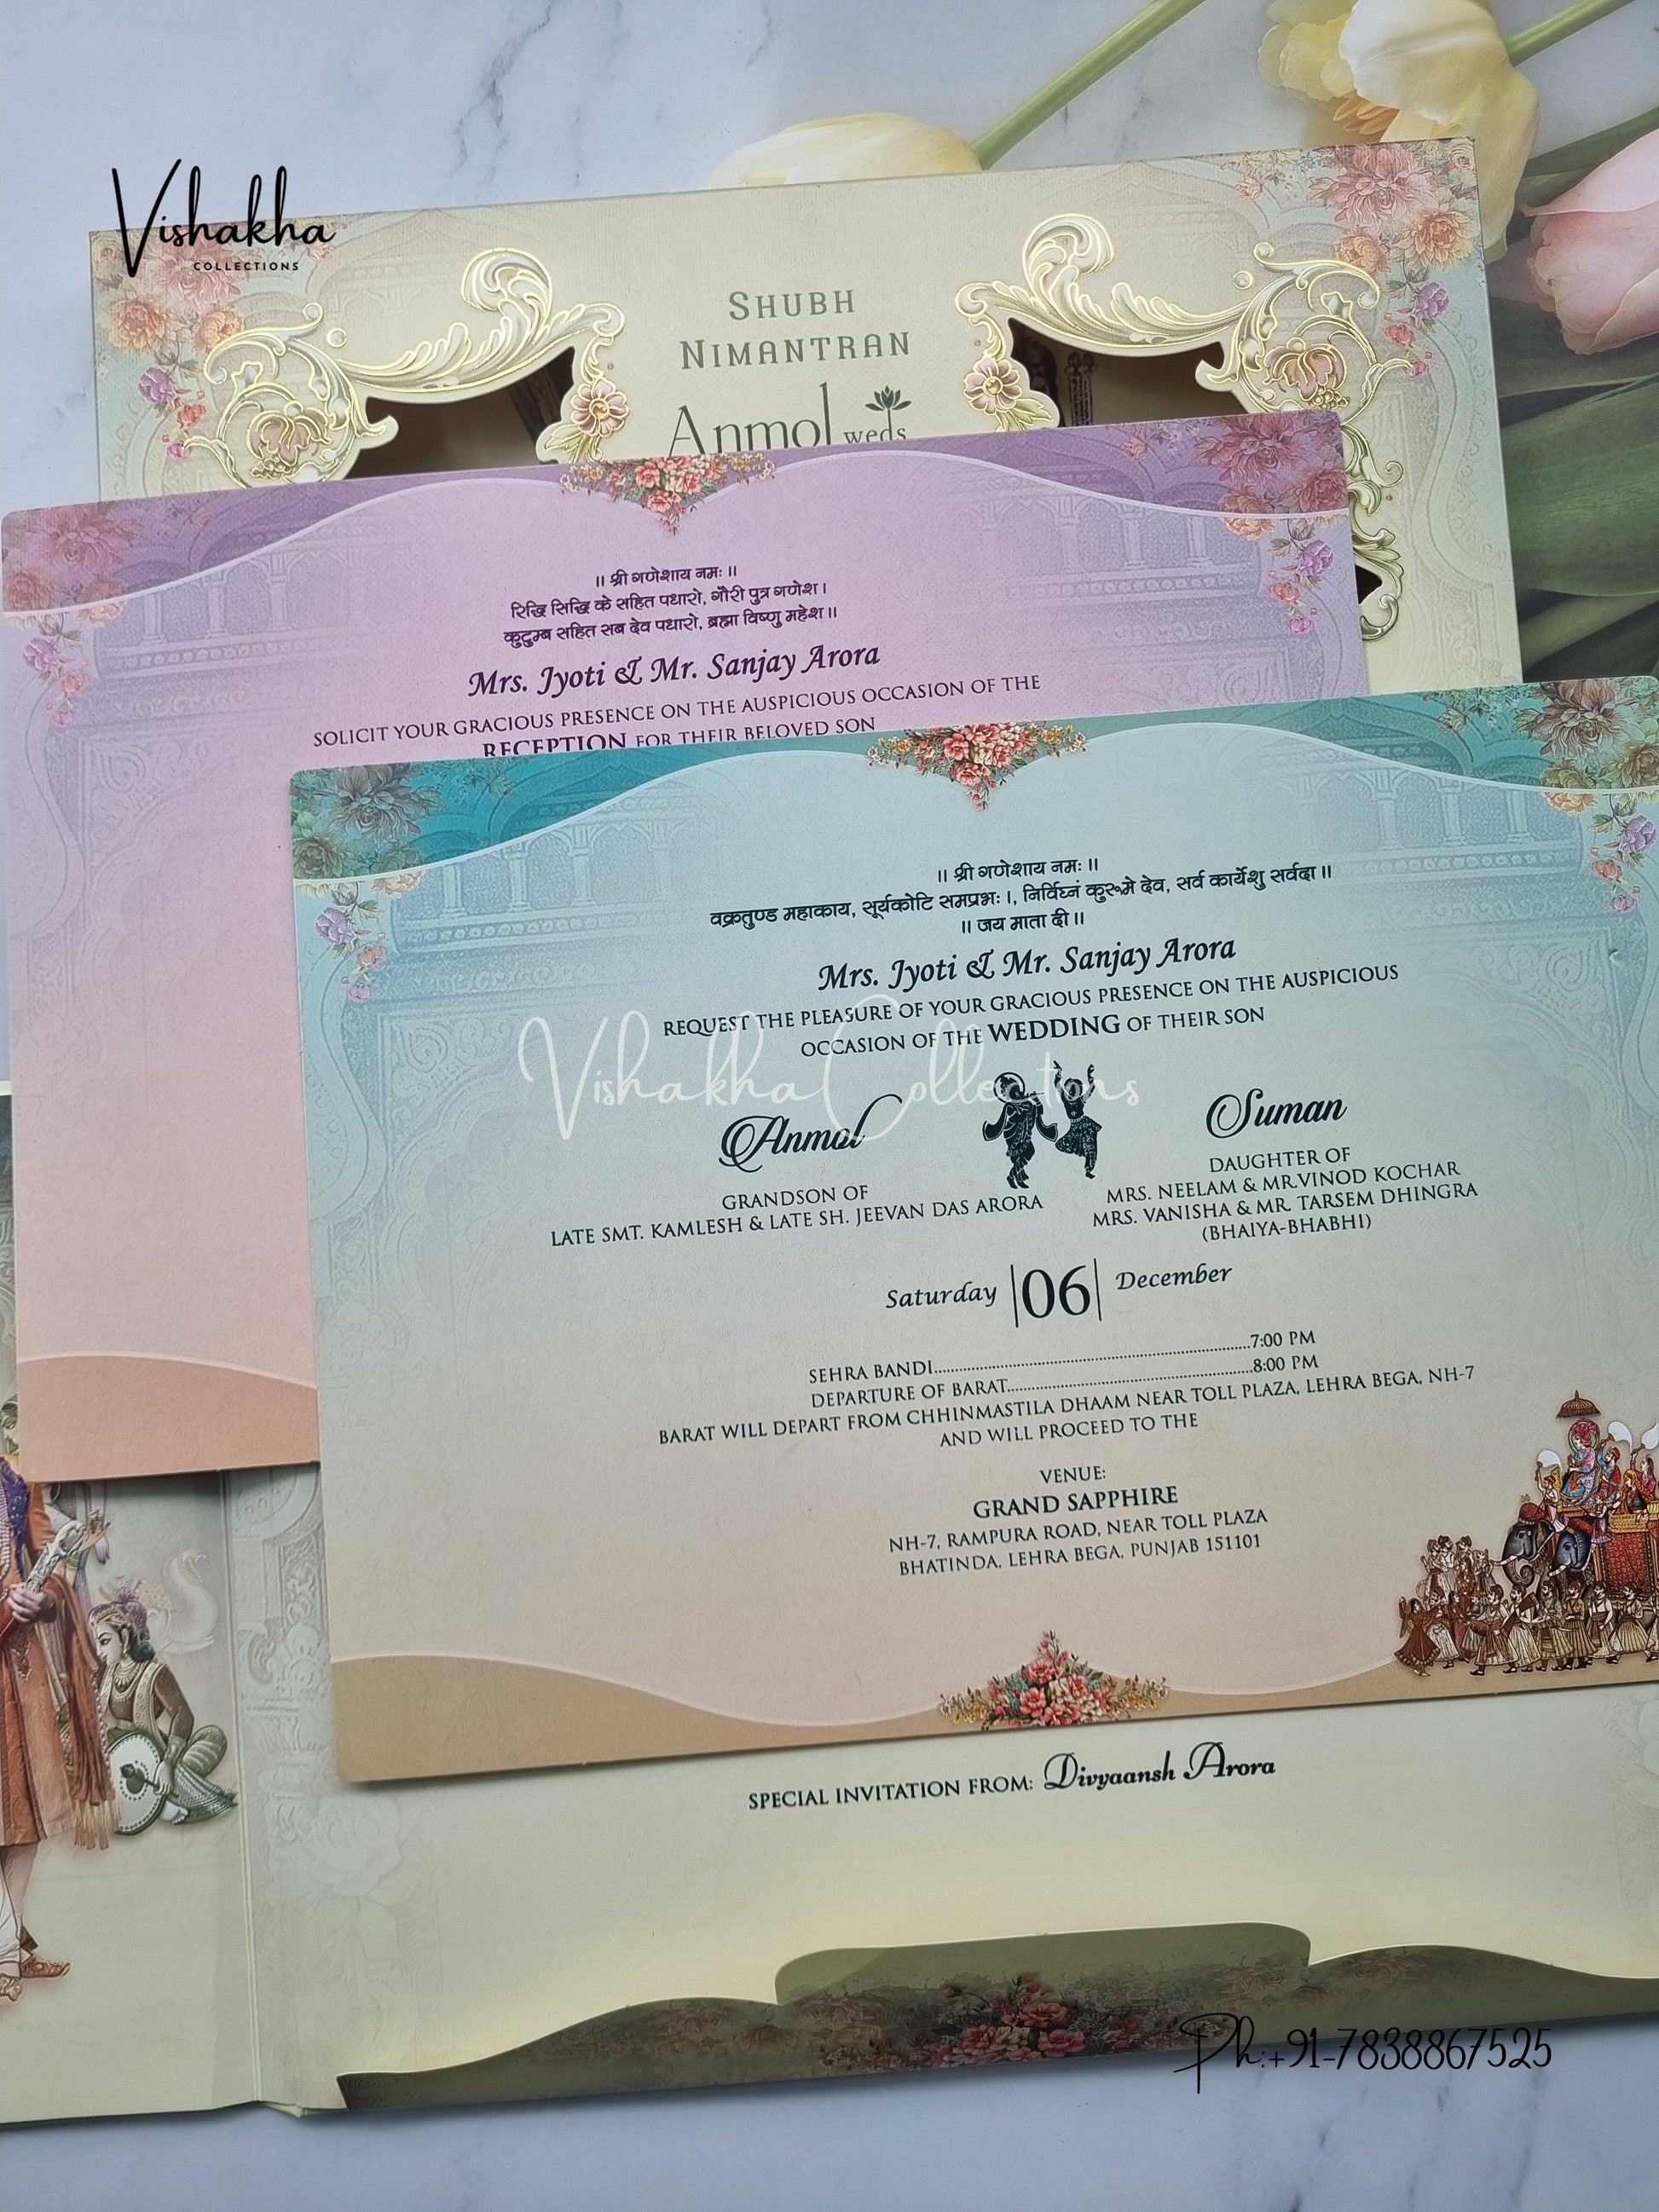 Vishakha
COLLECTIONS
SHUBH
NIMANTRAN
Anmol weds
॥ श्री गणेशाय नमः ॥
रिद्धि सिद्धि के सहित पधारो, गौरी पुत्र गणेश।
कुटुम्ब सहित सब देव पधारो, ब्रह्मा विष्णु महेश॥
Mrs. Jyoti & Mr. Sanjay Arora
SOLICIT YOUR GRACIOUS PRESENCE ON THE AUSPICIOUS OCCASION OF THE
RECEPTION FOR THEIR BELOVED SON
॥ श्री गणेशाय नमः ॥
वक्रतुण्ड महाकाय, सूर्यकोटि समप्रभः।, निर्विघ्नं कुरूमे देव, सर्व कार्येशु सर्वदा॥
॥ जय माता दी॥
Mrs. Jyoti & Mr. Sanjay Arora
REQUEST THE PLEASURE OF YOUR GRACIOUS PRESENCE ON THE AUSPICIOUS
OCCASION OF THE WEDDING OF THEIR SON
Vishakha Collections
Anmol
GRANDSON OF
LATE SMT. KAMLESH & LATE SH. JEEVAN DAS ARORA
Suman
DAUGHTER OF
MRS. NEELAM & MR.VINOD KOCHAR
MRS. VANISHA & MR. TARSEM DHINGRA
(BHAIYA-BHABHI)
Saturday |06| December
SEHRA BANDI..........7:00 PM
DEPARTURE OF BARAT..........8:00 PM
BARAT WILL DEPART FROM CHHINMASTILA DHAAM NEAR TOLL PLAZA, LEHRA BEGA, NH-7
AND WILL PROCEED TO THE
VENUE:
GRAND SAPPHIRE
NH-7, RAMPURA ROAD, NEAR TOLL PLAZA
BHATINDA, LEHRA BEGA, PUNJAB 151101
SPECIAL INVITATION FROM: Divyaansh Arora
Ph:+91-7838867525